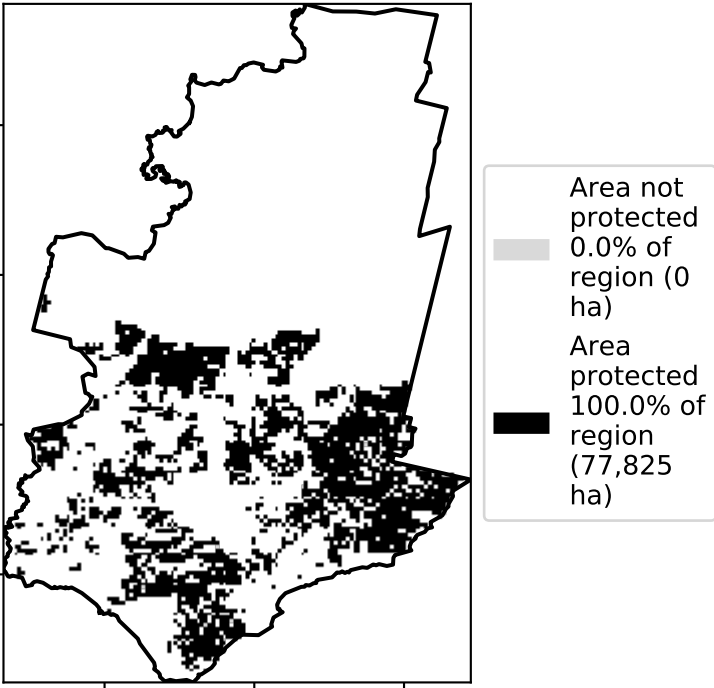 Area not
protected
0.0% of
region (0
ha)
Area
protected
100.0% of
region
(77,825
ha)